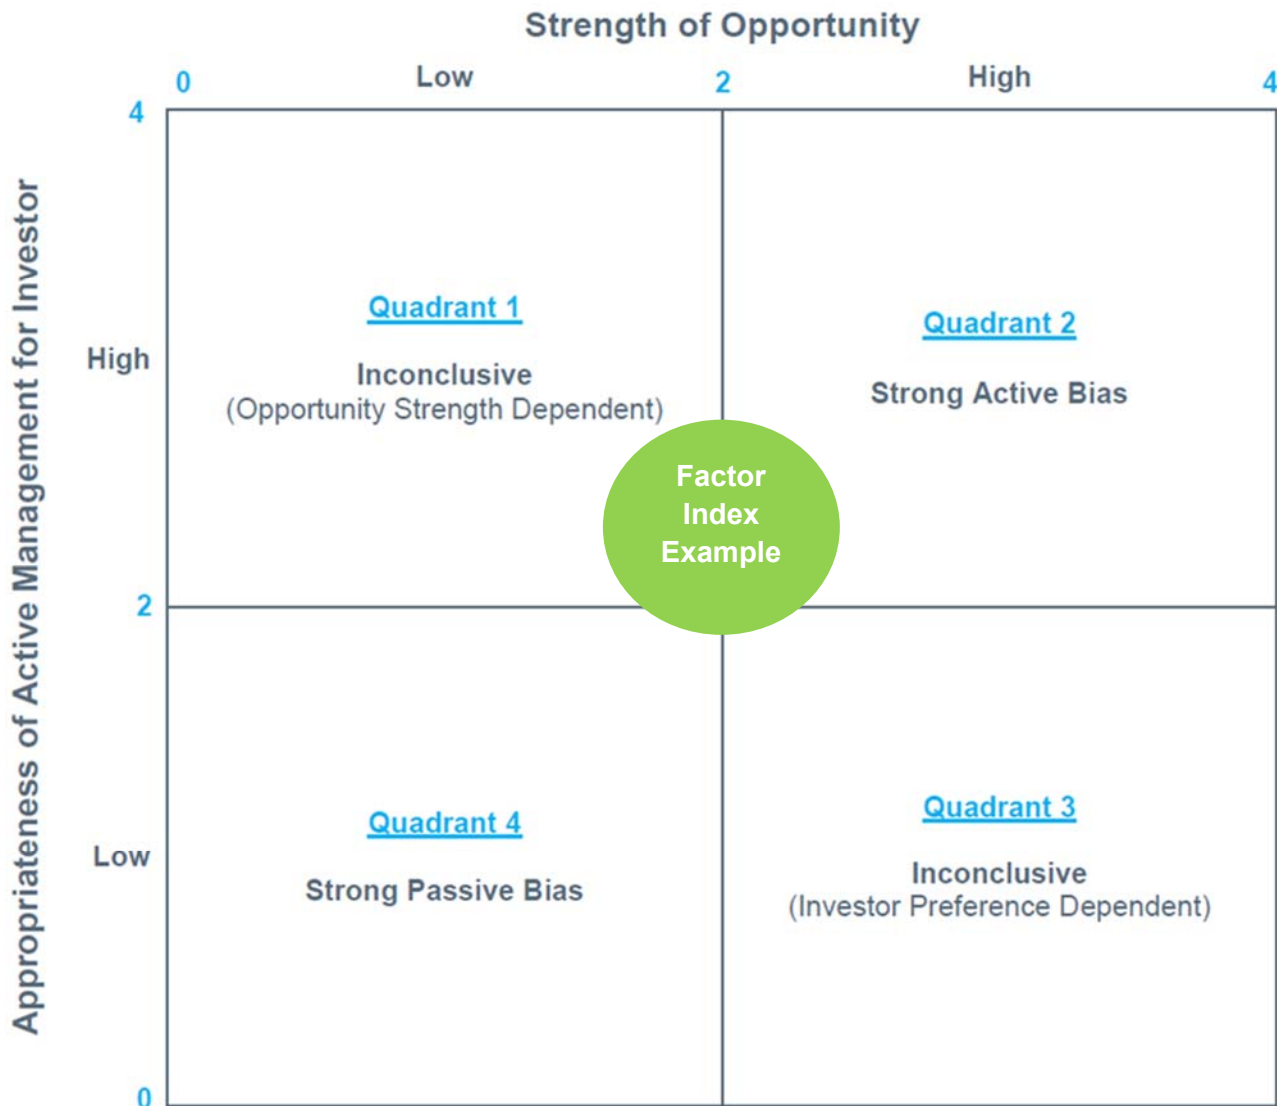 Strength of Opportunity
0 Low 2 High 4
4
Appropriateness of Active Management for Investor
High
Quadrant 1
Inconclusive
(Opportunity Strength Dependent)
Quadrant 2
Strong Active Bias
Factor
Index
Example
2
Low
Quadrant 4
Strong Passive Bias
Quadrant 3
Inconclusive
(Investor Preference Dependent)
0